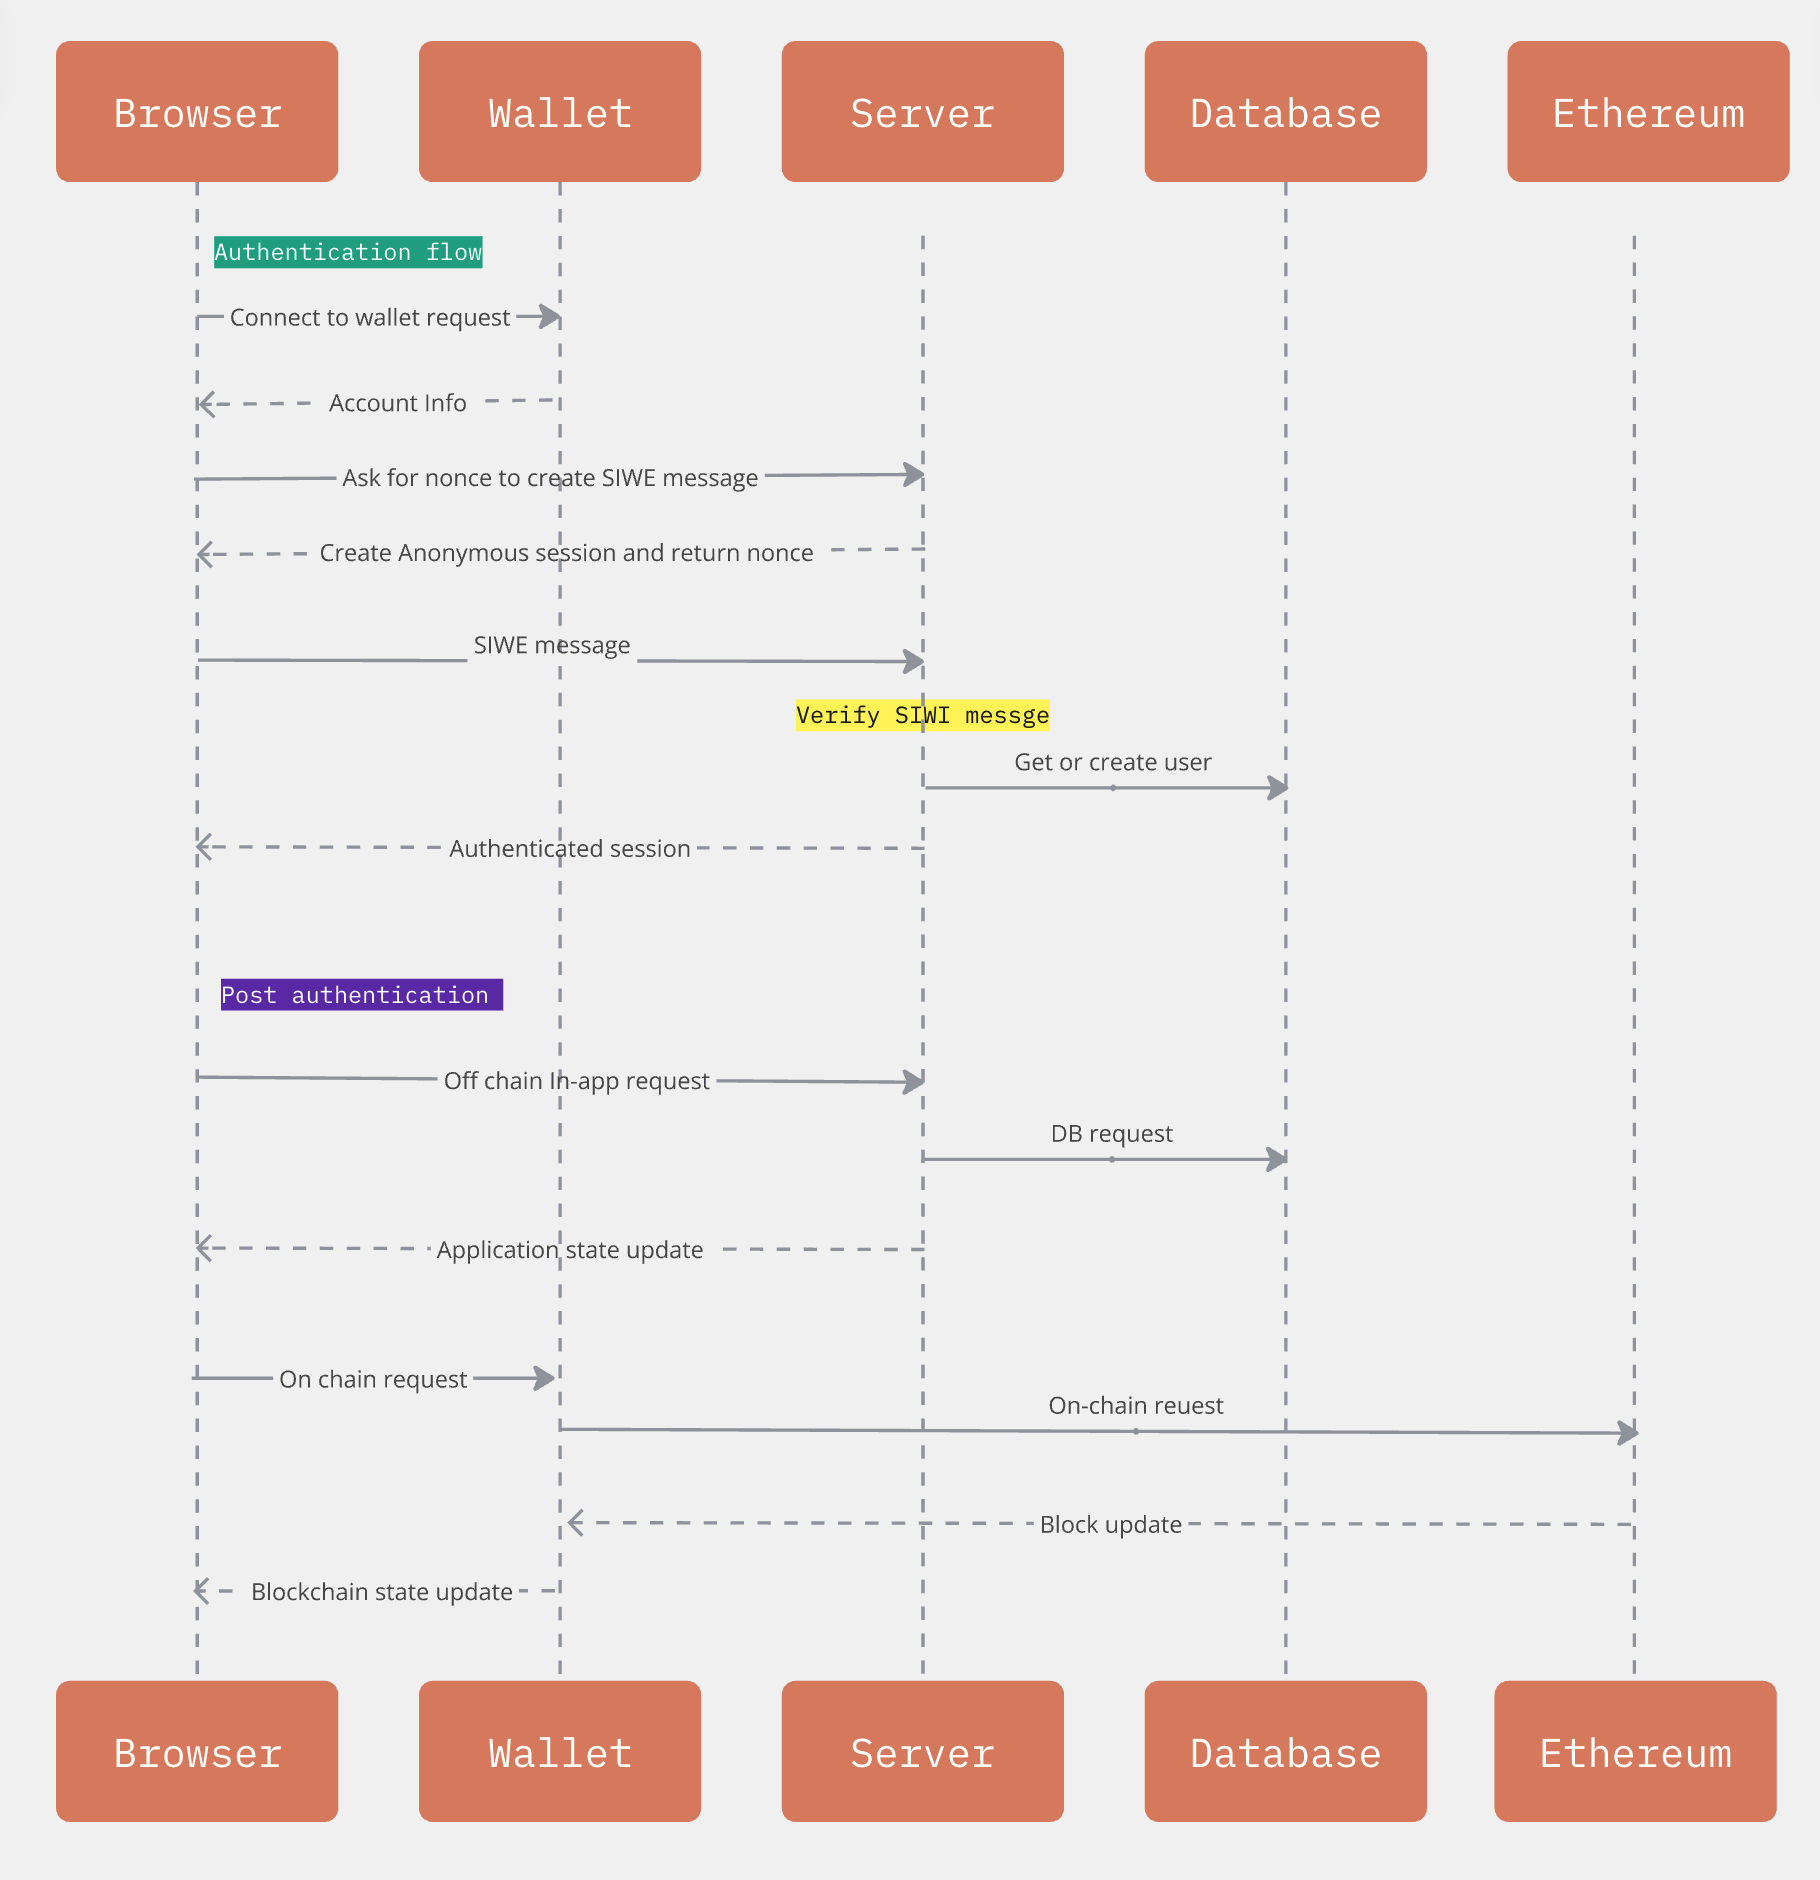 Browser
Wallet
Server
Database
Ethereum
Authentication flow
Connect to wallet request
Account Info
Ask for nonce to create SIWE message
Create Anonymous session and return nonce
SIWE message
Verify SIWI messge
Get or create user
Authenticated session
Post authentication
Off chain In-app request
DB request
Application state update
On chain request
On-chain reuest
Block update
Blockchain state update
Browser
Wallet
Server
Database
Ethereum